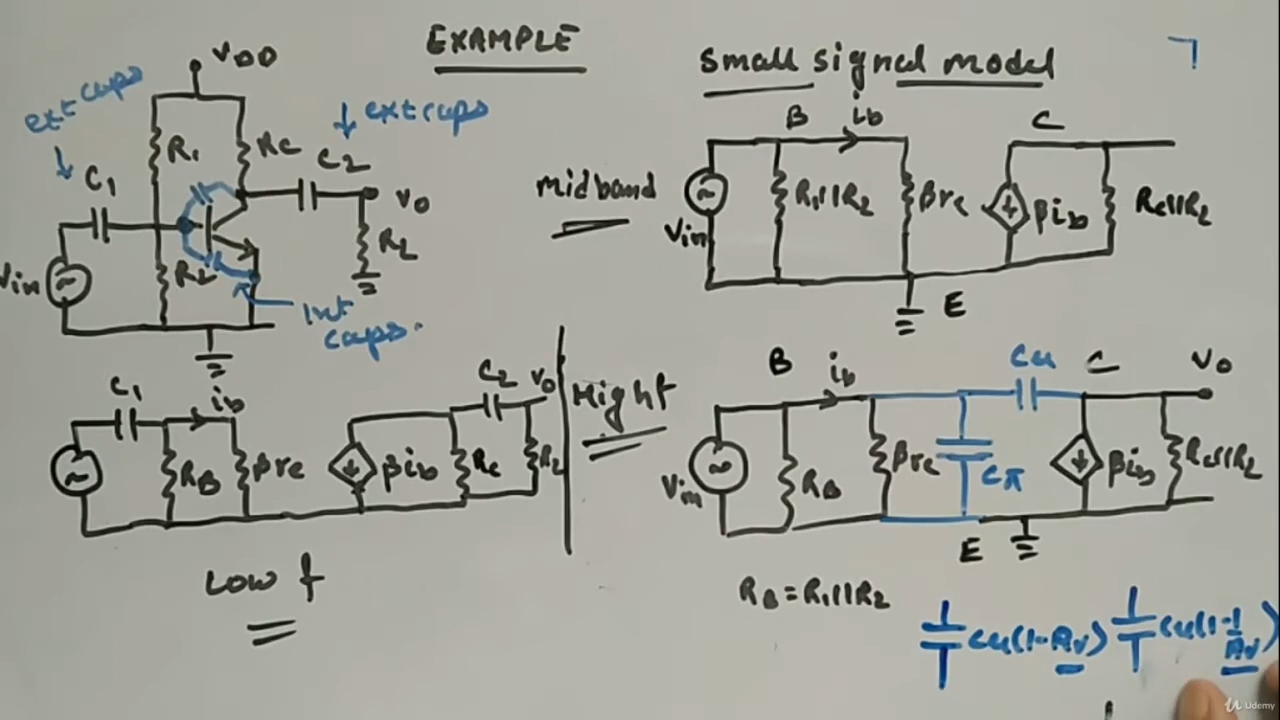 EXAMPLE
VDD
ext caps
R1
RC
C1
C2
ext caps
Vin
R2
Vo
RL
int caps.
small signal model
midband
Vin
B
ib
R1||R2
βre
C
βib
RC||RL
E
C1
ib
RB
βre
βib
RC
C2
Vo
RL
Low f
High f
Vin
B
ib
RB
βre
Cπ
Cu
C
βib
Vo
RC||RL
E
RB = R1||R2
Cu(1-Av)
Cu(1-1/Av)
Udemy